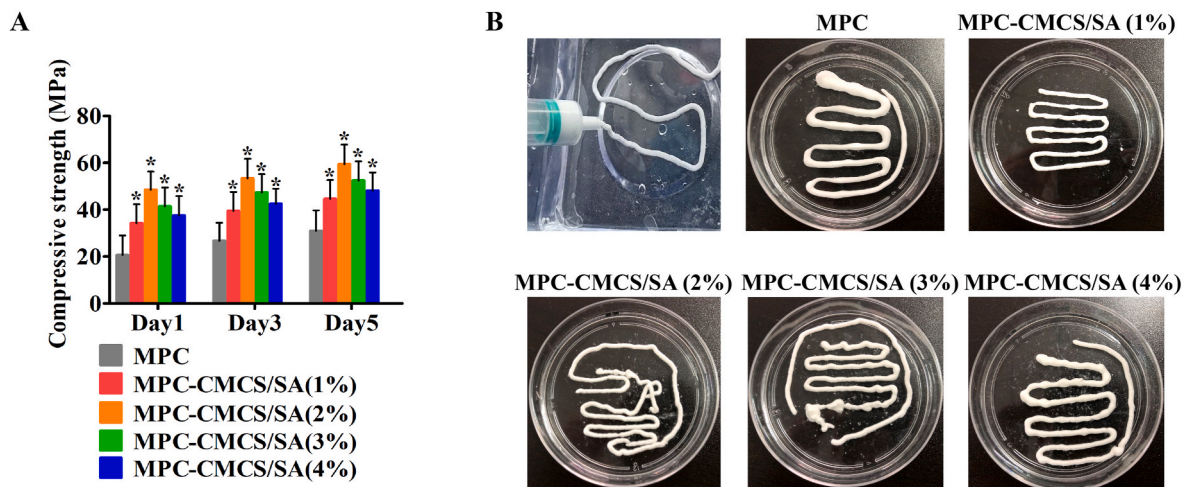 A
Compressive strength (MPa)
80
60
40
20
0
* * * *
* * * *
* * * *
Day1 Day3 Day5
MPC
MPC-CMCS/SA(1%)
MPC-CMCS/SA(2%)
MPC-CMCS/SA(3%)
MPC-CMCS/SA(4%)
B
MPC
MPC-CMCS/SA (1%)
MPC-CMCS/SA (2%)
MPC-CMCS/SA (3%)
MPC-CMCS/SA (4%)